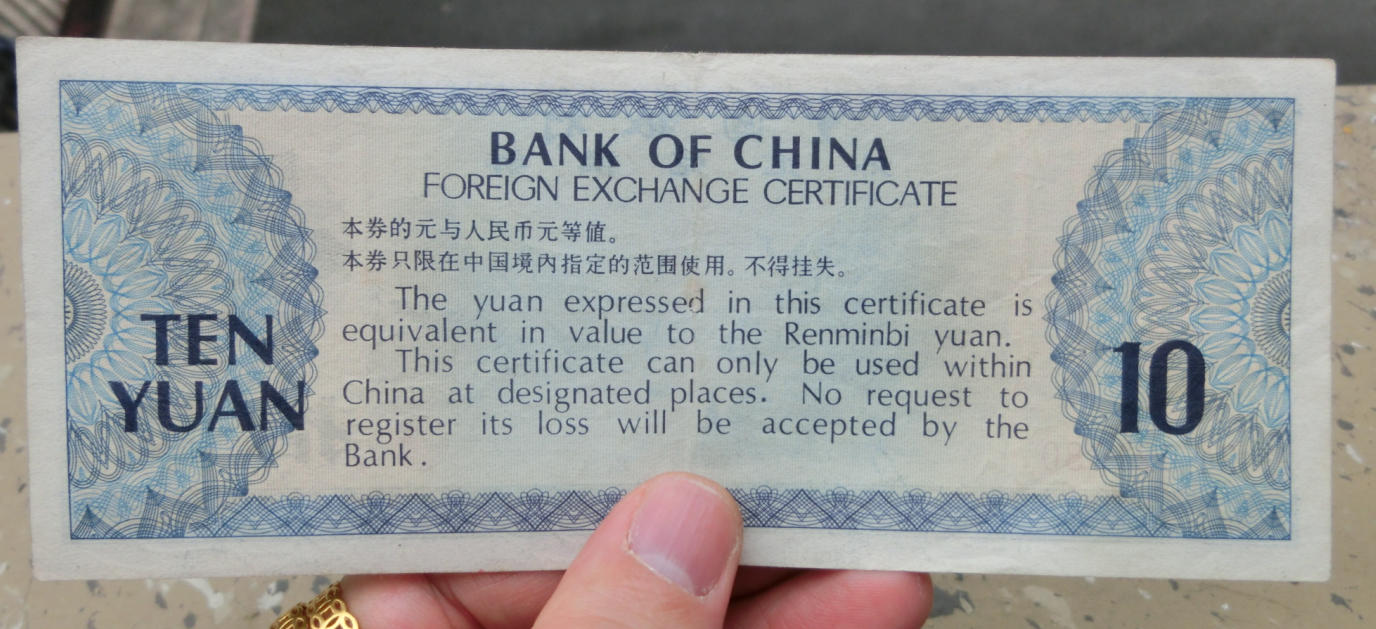 BANK OF CHINA
FOREIGN EXCHANGE CERTIFICATE
本券的元与人民币元等値。
本券只限在中国境內指定的范围使用。不得挂失。
The yuan expressed in this certificate is
equivalent in value to the Renminbi yuan.
This certificate can only be used within
China at designated places. No request to
register its loss will be accepted by the
Bank.
TEN
YUAN
10